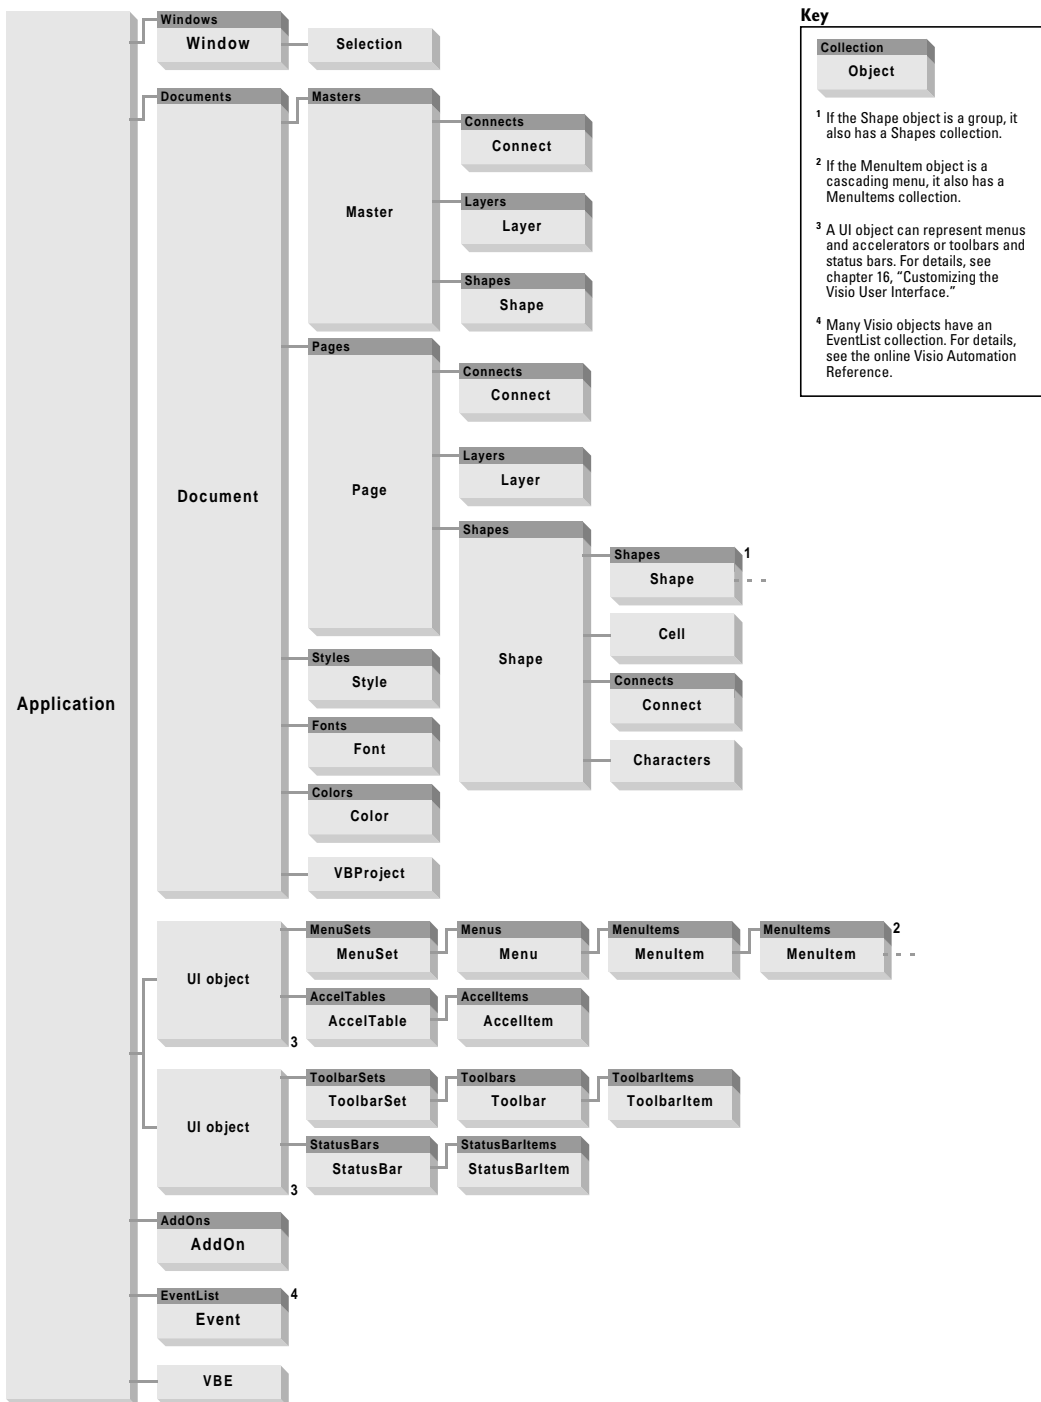 Application
Windows
Window
Selection
Documents
Document
Masters
Master
Connects
Connect
Layers
Layer
Shapes
Shape
Pages
Page
Connects
Connect
Layers
Layer
Shapes
Shape
Shapes
1
Shape
Cell
Connects
Connect
Characters
Styles
Style
Fonts
Font
Colors
Color
VBProject
UI object
3
MenuSets
MenuSet
Menus
Menu
MenuItems
MenuItem
MenuItems
2
MenuItem
AccelTables
AccelTable
AccelItems
AccelItem
UI object
3
ToolbarSets
ToolbarSet
Toolbars
Toolbar
ToolbarItems
ToolbarItem
StatusBars
StatusBar
StatusBarItems
StatusBarItem
AddOns
AddOn
EventList
4
Event
VBE
Key
Collection
Object
1 If the Shape object is a group, it
also has a Shapes collection.
2 If the MenuItem object is a
cascading menu, it also has a
MenuItems collection.
3 A UI object can represent menus
and accelerators or toolbars and
status bars. For details, see
chapter 16, “Customizing the
Visio User Interface.”
4 Many Visio objects have an
EventList collection. For details,
see the online Visio Automation
Reference.